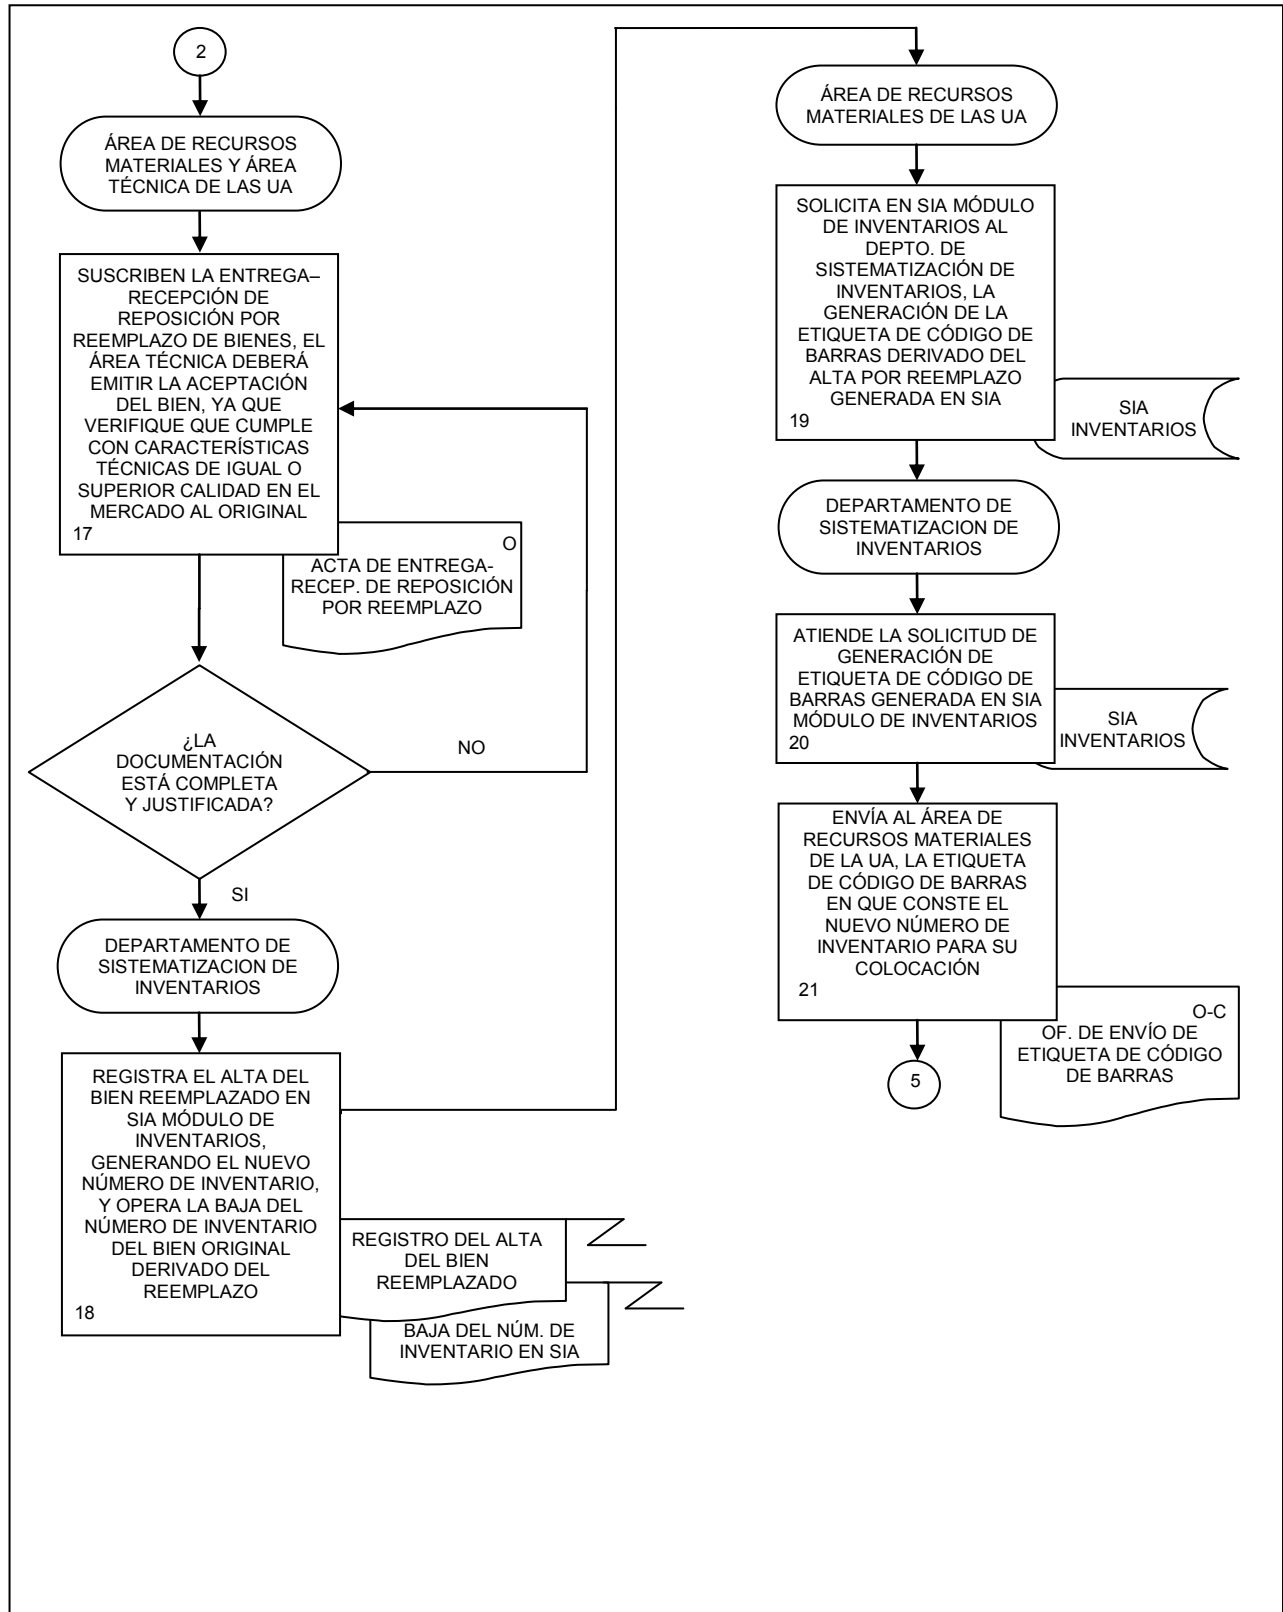 2
ÁREA DE RECURSOS
MATERIALES Y ÁREA
TÉCNICA DE LAS UA
SUSCRIBEN LA ENTREGA–
RECEPCIÓN DE
REPOSICIÓN POR
REEMPLAZO DE BIENES, EL
ÁREA TÉCNICA DEBERÁ
EMITIR LA ACEPTACIÓN
DEL BIEN, YA QUE
VERIFIQUE QUE CUMPLE
CON CARACTERÍSTICAS
TÉCNICAS DE IGUAL O
SUPERIOR CALIDAD EN EL
MERCADO AL ORIGINAL
17
O
ACTA DE ENTREGA-
RECEP. DE REPOSICIÓN
POR REEMPLAZO
¿LA
DOCUMENTACIÓN
ESTÁ COMPLETA
Y JUSTIFICADA?
NO
SI
DEPARTAMENTO DE
SISTEMATIZACION DE
INVENTARIOS
REGISTRA EL ALTA DEL
BIEN REEMPLAZADO EN
SIA MÓDULO DE
INVENTARIOS,
GENERANDO EL NUEVO
NÚMERO DE INVENTARIO,
Y OPERA LA BAJA DEL
NÚMERO DE INVENTARIO
DEL BIEN ORIGINAL
DERIVADO DEL
REEMPLAZO
18
REGISTRO DEL ALTA
DEL BIEN
REEMPLAZADO
BAJA DEL NÚM. DE
INVENTARIO EN SIA
ÁREA DE RECURSOS
MATERIALES DE LAS UA
SOLICITA EN SIA MÓDULO
DE INVENTARIOS AL
DEPTO. DE
SISTEMATIZACIÓN DE
INVENTARIOS, LA
GENERACIÓN DE LA
ETIQUETA DE CÓDIGO DE
BARRAS DERIVADO DEL
ALTA POR REEMPLAZO
GENERADA EN SIA
19
SIA
INVENTARIOS
DEPARTAMENTO DE
SISTEMATIZACION DE
INVENTARIOS
ATIENDE LA SOLICITUD DE
GENERACIÓN DE
ETIQUETA DE CÓDIGO DE
BARRAS GENERADA EN SIA
MÓDULO DE INVENTARIOS
20
SIA
INVENTARIOS
ENVÍA AL ÁREA DE
RECURSOS MATERIALES
DE LA UA, LA ETIQUETA
DE CÓDIGO DE BARRAS
EN QUE CONSTE EL
NUEVO NÚMERO DE
INVENTARIO PARA SU
COLOCACIÓN
21
O-C
OF. DE ENVÍO DE
ETIQUETA DE CÓDIGO
DE BARRAS
5